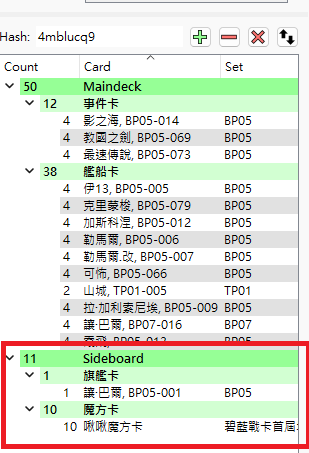 Hash: 4mblucq9
Count Card Set
50 Maindeck
12 事件卡
4 影之海, BP05-014 BP05
4 教國之劍, BP05-069 BP05
4 最速傳說, BP05-073 BP05
38 艦船卡
4 伊13, BP05-005 BP05
4 克里蒙梭, BP05-079 BP05
4 加斯科涅, BP05-012 BP05
4 勒馬爾, BP05-006 BP05
4 勒馬爾.改, BP05-007 BP05
4 可怖, BP05-066 BP05
2 山城, TP01-005 TP01
4 拉·加利索尼埃, BP05-009 BP05
4 讓·巴爾, BP07-016 BP07
4 BP05
11 Sideboard
1 旗艦卡
1 讓·巴爾, BP05-001 BP05
10 魔方卡
10 啾啾魔方卡 碧藍戰卡首屆